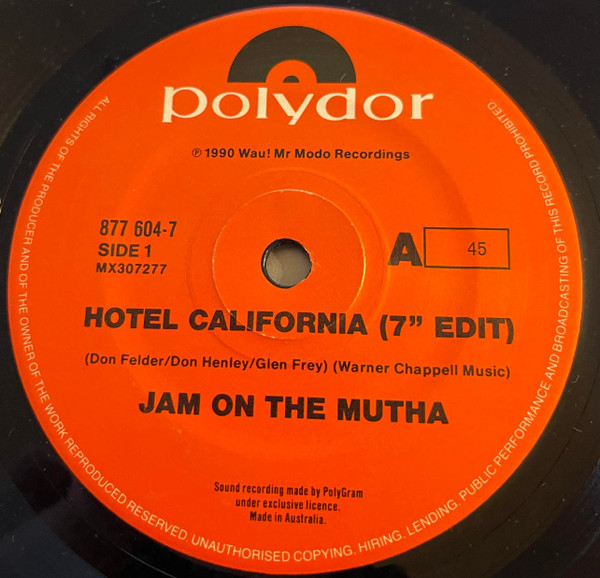 polydor
℗ 1990 Wau! Mr Modo Recordings
877 604-7
SIDE 1
MX307277
A
45
HOTEL CALIFORNIA (7” EDIT)
(Don Felder/Don Henley/Glen Frey) (Warner Chappell Music)
JAM ON THE MUTHA
Sound recording made by PolyGram
under exclusive licence.
Made in Australia.
ALL RIGHTS OF THE PRODUCER AND OF THE OWNER OF THE WORK REPRODUCED RESERVED. UNAUTHORISED COPYING. HIRING. LENDING. PUBLIC PERFORMANCE AND BROADCASTING OF THIS RECORD PROHIBITED